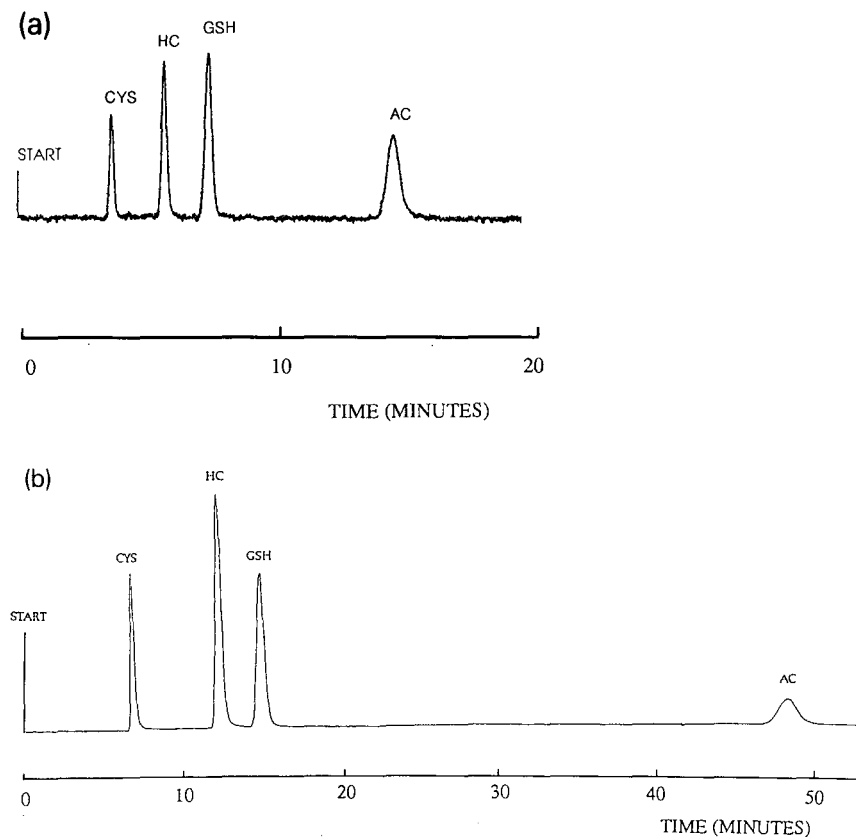 (a)
GSH
HC
CYS
AC
START
0 10 20
TIME (MINUTES)
(b)
HC
CYS GSH
START
AC
0 10 20 30 40 50
TIME (MINUTES)